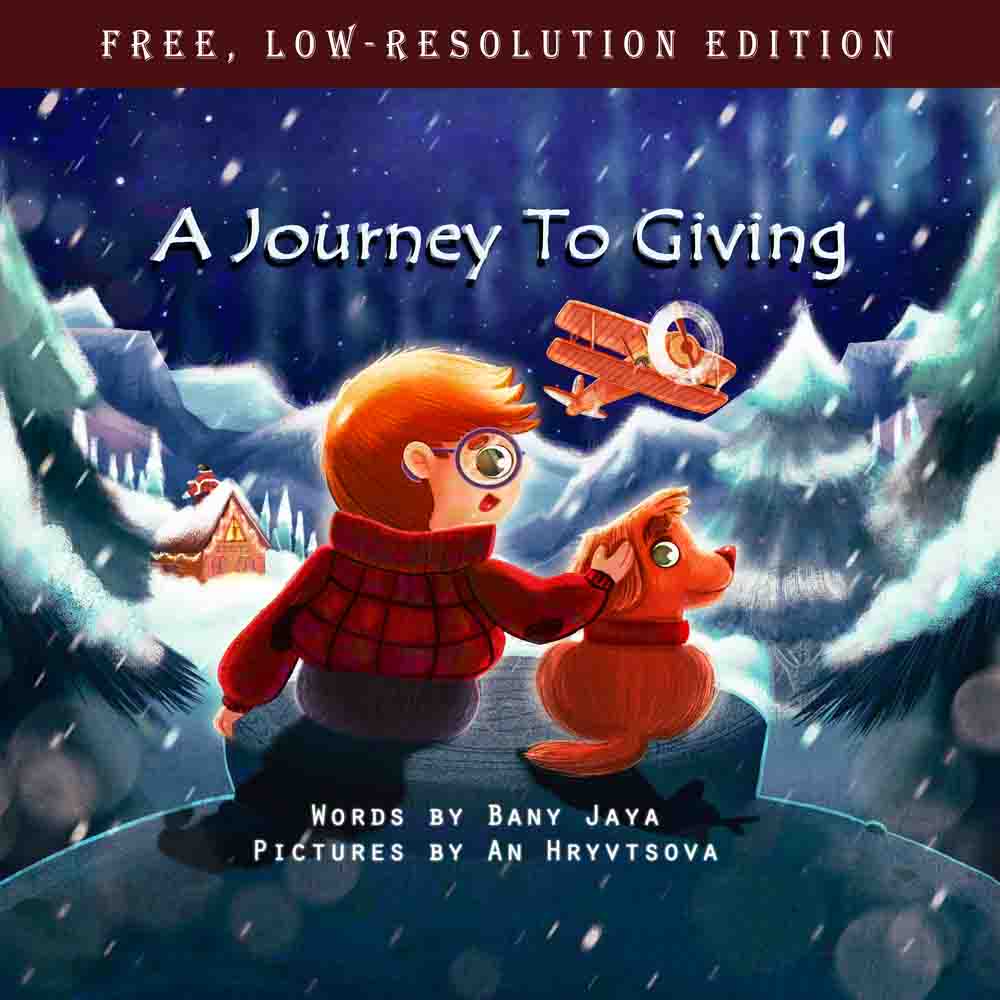 FREE, LOW-RESOLUTION EDITION
A Journey To Giving
WORDS BY BANY JAYA
PICTURES BY AN HRYVTSOVA